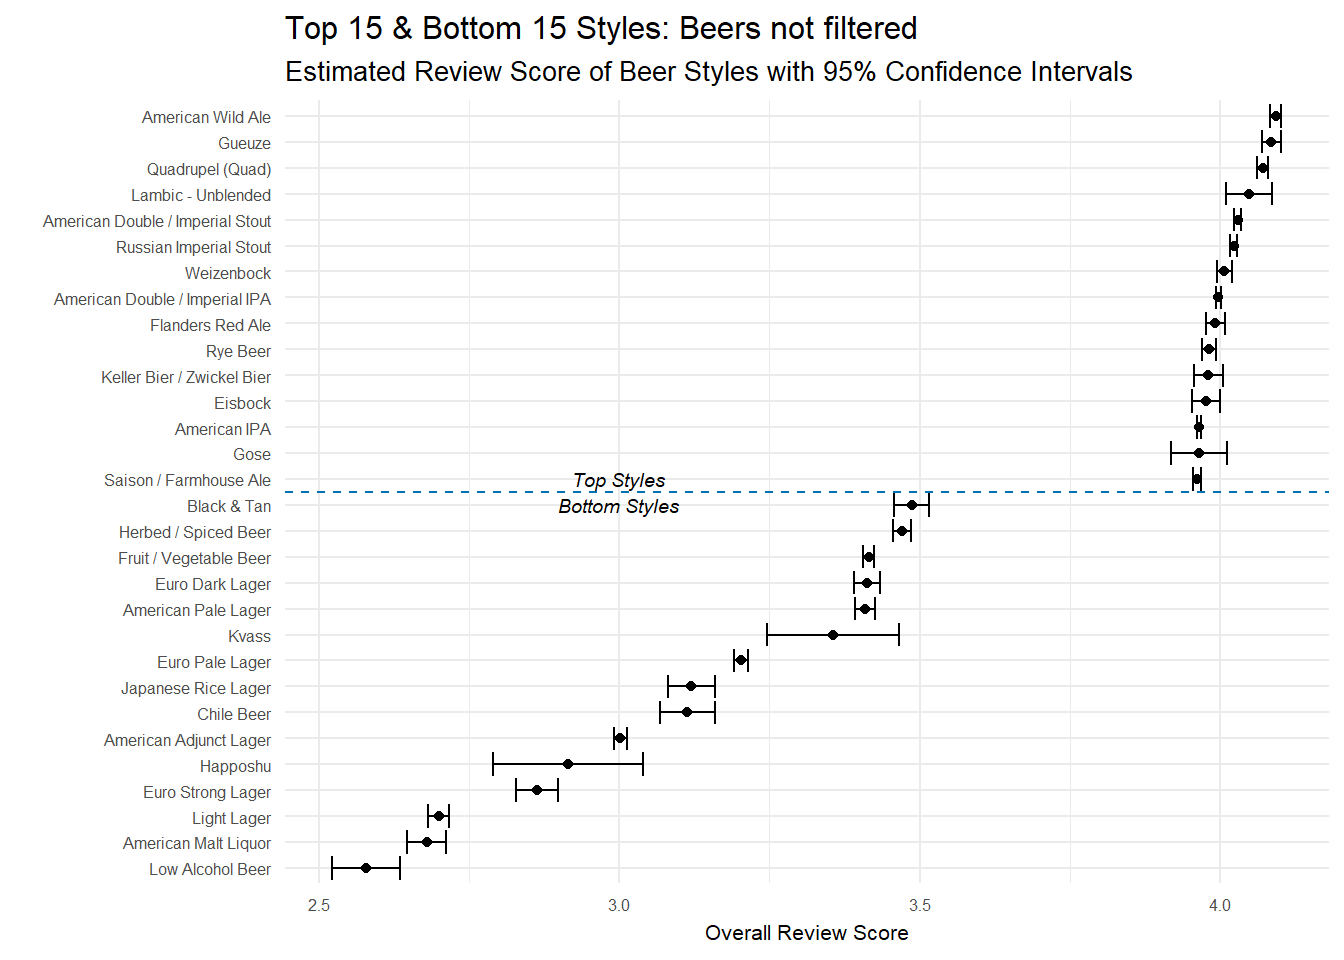 Top 15 & Bottom 15 Styles: Beers not filtered
Estimated Review Score of Beer Styles with 95% Confidence Intervals
American Wild Ale
Gueuze
Quadrupel (Quad)
Lambic - Unblended
American Double / Imperial Stout
Russian Imperial Stout
Weizenbock
American Double / Imperial IPA
Flanders Red Ale
Rye Beer
Keller Bier / Zwickel Bier
Eisbock
American IPA
Gose
Saison / Farmhouse Ale
Top Styles
Black & Tan
Bottom Styles
Herbed / Spiced Beer
Fruit / Vegetable Beer
Euro Dark Lager
American Pale Lager
Kvass
Euro Pale Lager
Japanese Rice Lager
Chile Beer
American Adjunct Lager
Happoshu
Euro Strong Lager
Light Lager
American Malt Liquor
Low Alcohol Beer
2.5 3.0 3.5 4.0
Overall Review Score